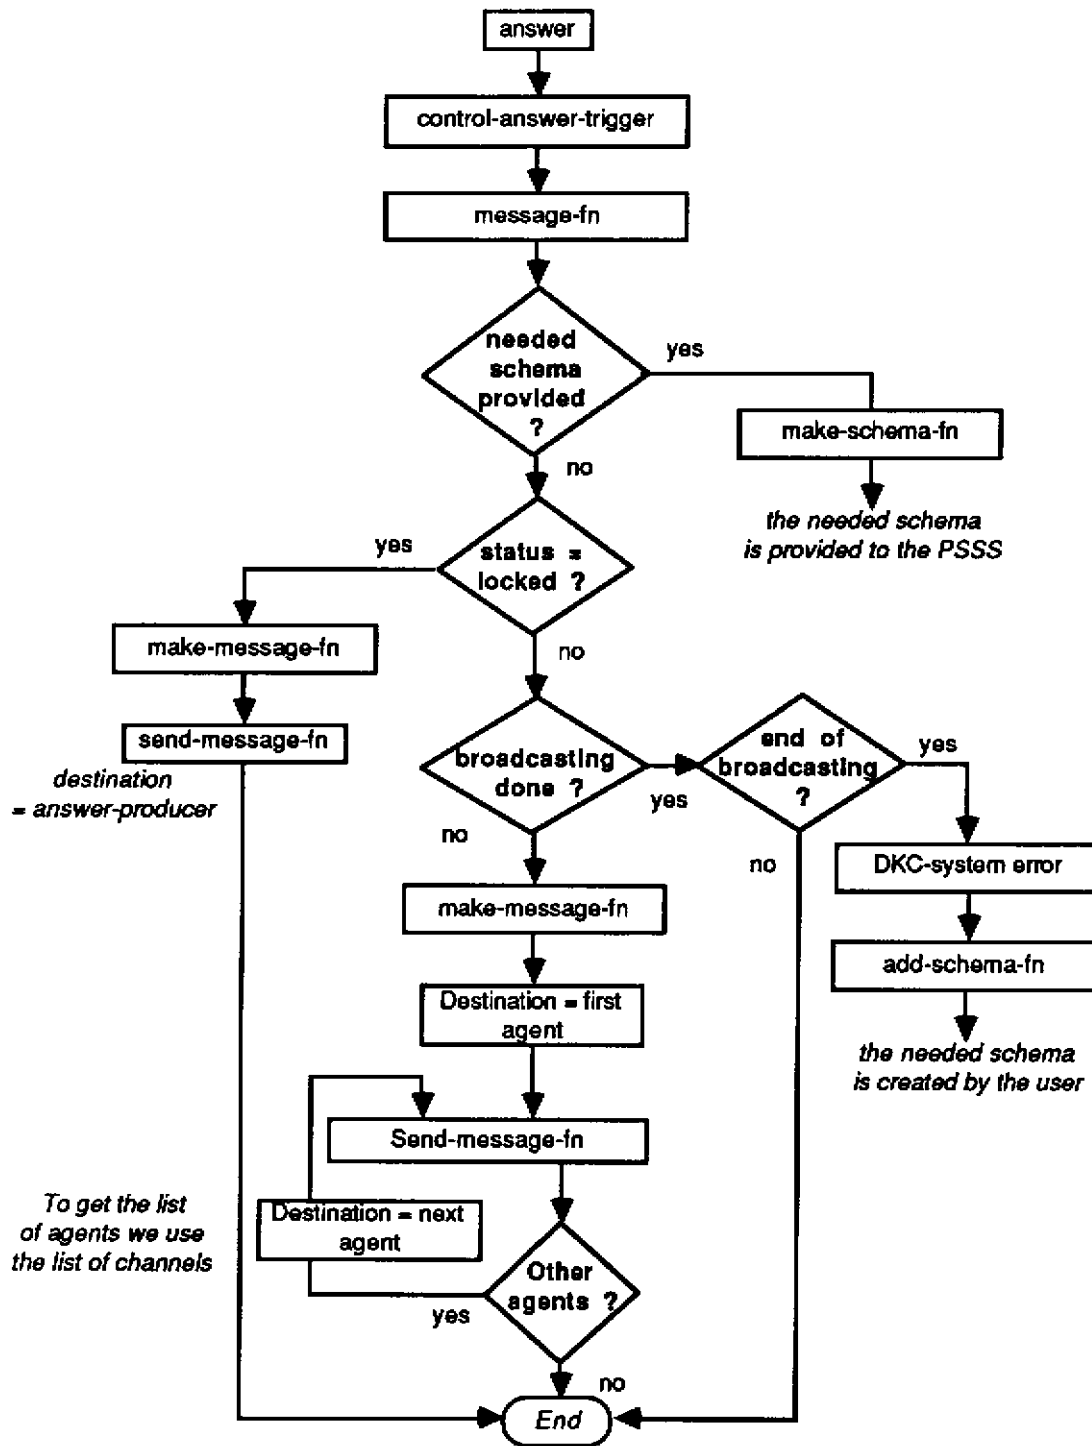 answer
control-answer-trigger
message-fn
needed
schema
provided
?
yes
make-schema-fn
the needed schema
is provided to the PSSS
no
yes
status =
locked ?
make-message-fn
no
send-message-fn
destination
= answer-producer
broadcasting
done ?
yes
end of
broadcasting
?
yes
no
no
DKC-system error
make-message-fn
add-schema-fn
Destination = first
agent
the needed schema
is created by the user
Send-message-fn
To get the list
of agents we use
the list of channels
Destination = next
agent
Other
agents ?
yes
no
End